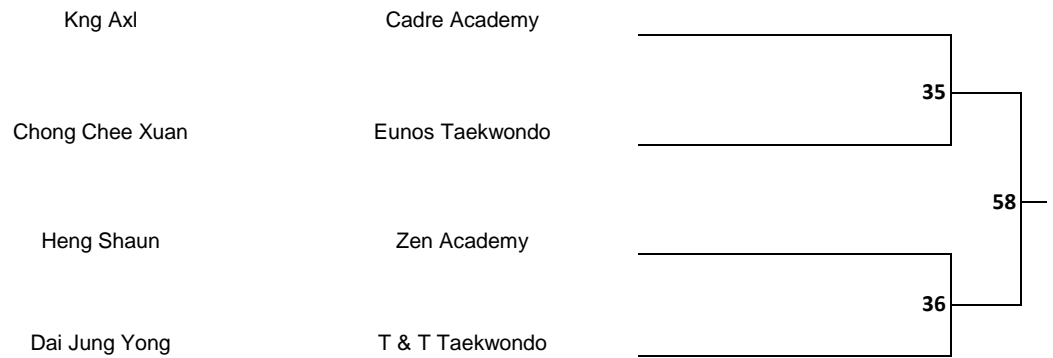 Kng Axl Cadre Academy
35
Chong Chee Xuan Eunos Taekwondo
58
Heng Shaun Zen Academy
36
Dai Jung Yong T & T Taekwondo